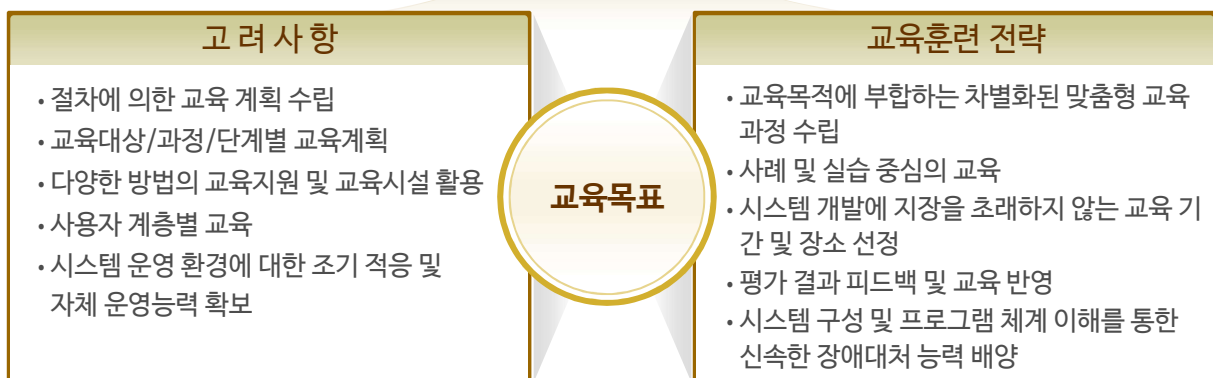 고 려 사 항
• 절차에 의한 교육 계획 수립
• 교육대상/과정/단계별 교육계획
• 다양한 방법의 교육지원 및 교육시설 활용
• 사용자 계층별 교육
• 시스템 운영 환경에 대한 조기 적응 및
자체 운영능력 확보
교육목표
교육훈련 전략
• 교육목적에 부합하는 차별화된 맞춤형 교육
과정 수립
• 사례 및 실습 중심의 교육
• 시스템 개발에 지장을 초래하지 않는 교육 기
간 및 장소 선정
• 평가 결과 피드백 및 교육 반영
• 시스템 구성 및 프로그램 체계 이해를 통한
신속한 장애대처 능력 배양